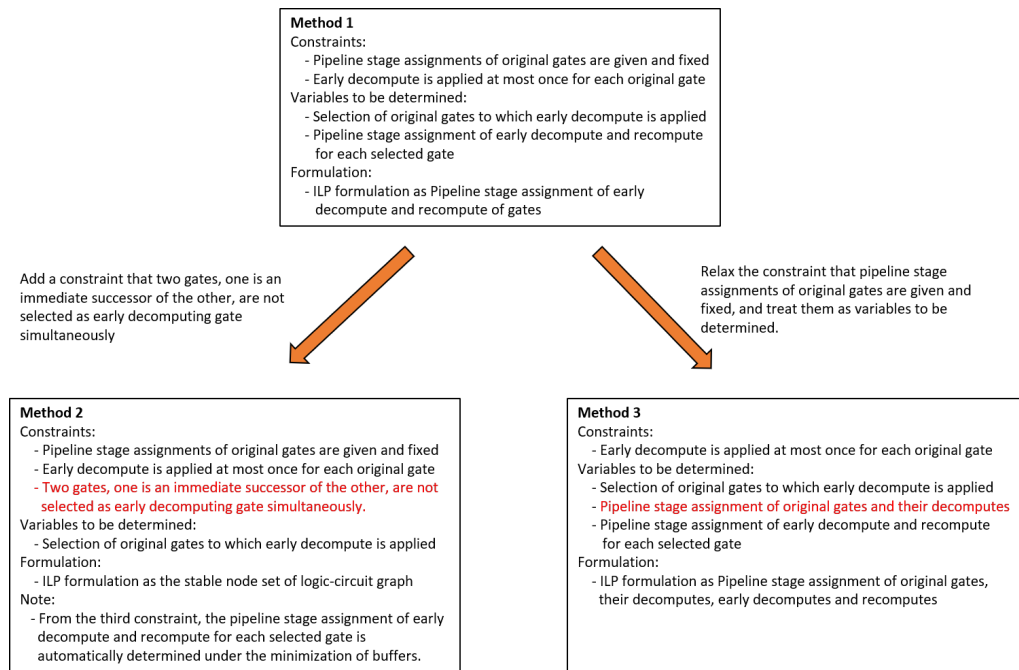 Method 1
Constraints:
- Pipeline stage assignments of original gates are given and fixed
- Early decompute is applied at most once for each original gate
Variables to be determined:
- Selection of original gates to which early decompute is applied
- Pipeline stage assignment of early decompute and recompute
for each selected gate
Formulation:
- ILP formulation as Pipeline stage assignment of early
decompute and recompute of gates
Add a constraint that two gates, one is an
immediate successor of the other, are not
selected as early decomputing gate
simultaneously
Relax the constraint that pipeline stage
assignments of original gates are given and
fixed, and treat them as variables to be
determined.
Method 2
Constraints:
- Pipeline stage assignments of original gates are given and fixed
- Early decompute is applied at most once for each original gate
- Two gates, one is an immediate successor of the other, are not
selected as early decomputing gate simultaneously.
Variables to be determined:
- Selection of original gates to which early decompute is applied
Formulation:
- ILP formulation as the stable node set of logic-circuit graph
Note:
- From the third constraint, the pipeline stage assignment of early
decompute and recompute for each selected gate is
automatically determined under the minimization of buffers.
Method 3
Constraints:
- Early decompute is applied at most once for each original gate
Variables to be determined:
- Selection of original gates to which early decompute is applied
- Pipeline stage assignment of original gates and their decomputes
- Pipeline stage assignment of early decompute and recompute
for each selected gate
Formulation:
- ILP formulation as Pipeline stage assignment of original gates,
their decomputes, early decomputes and recomputes